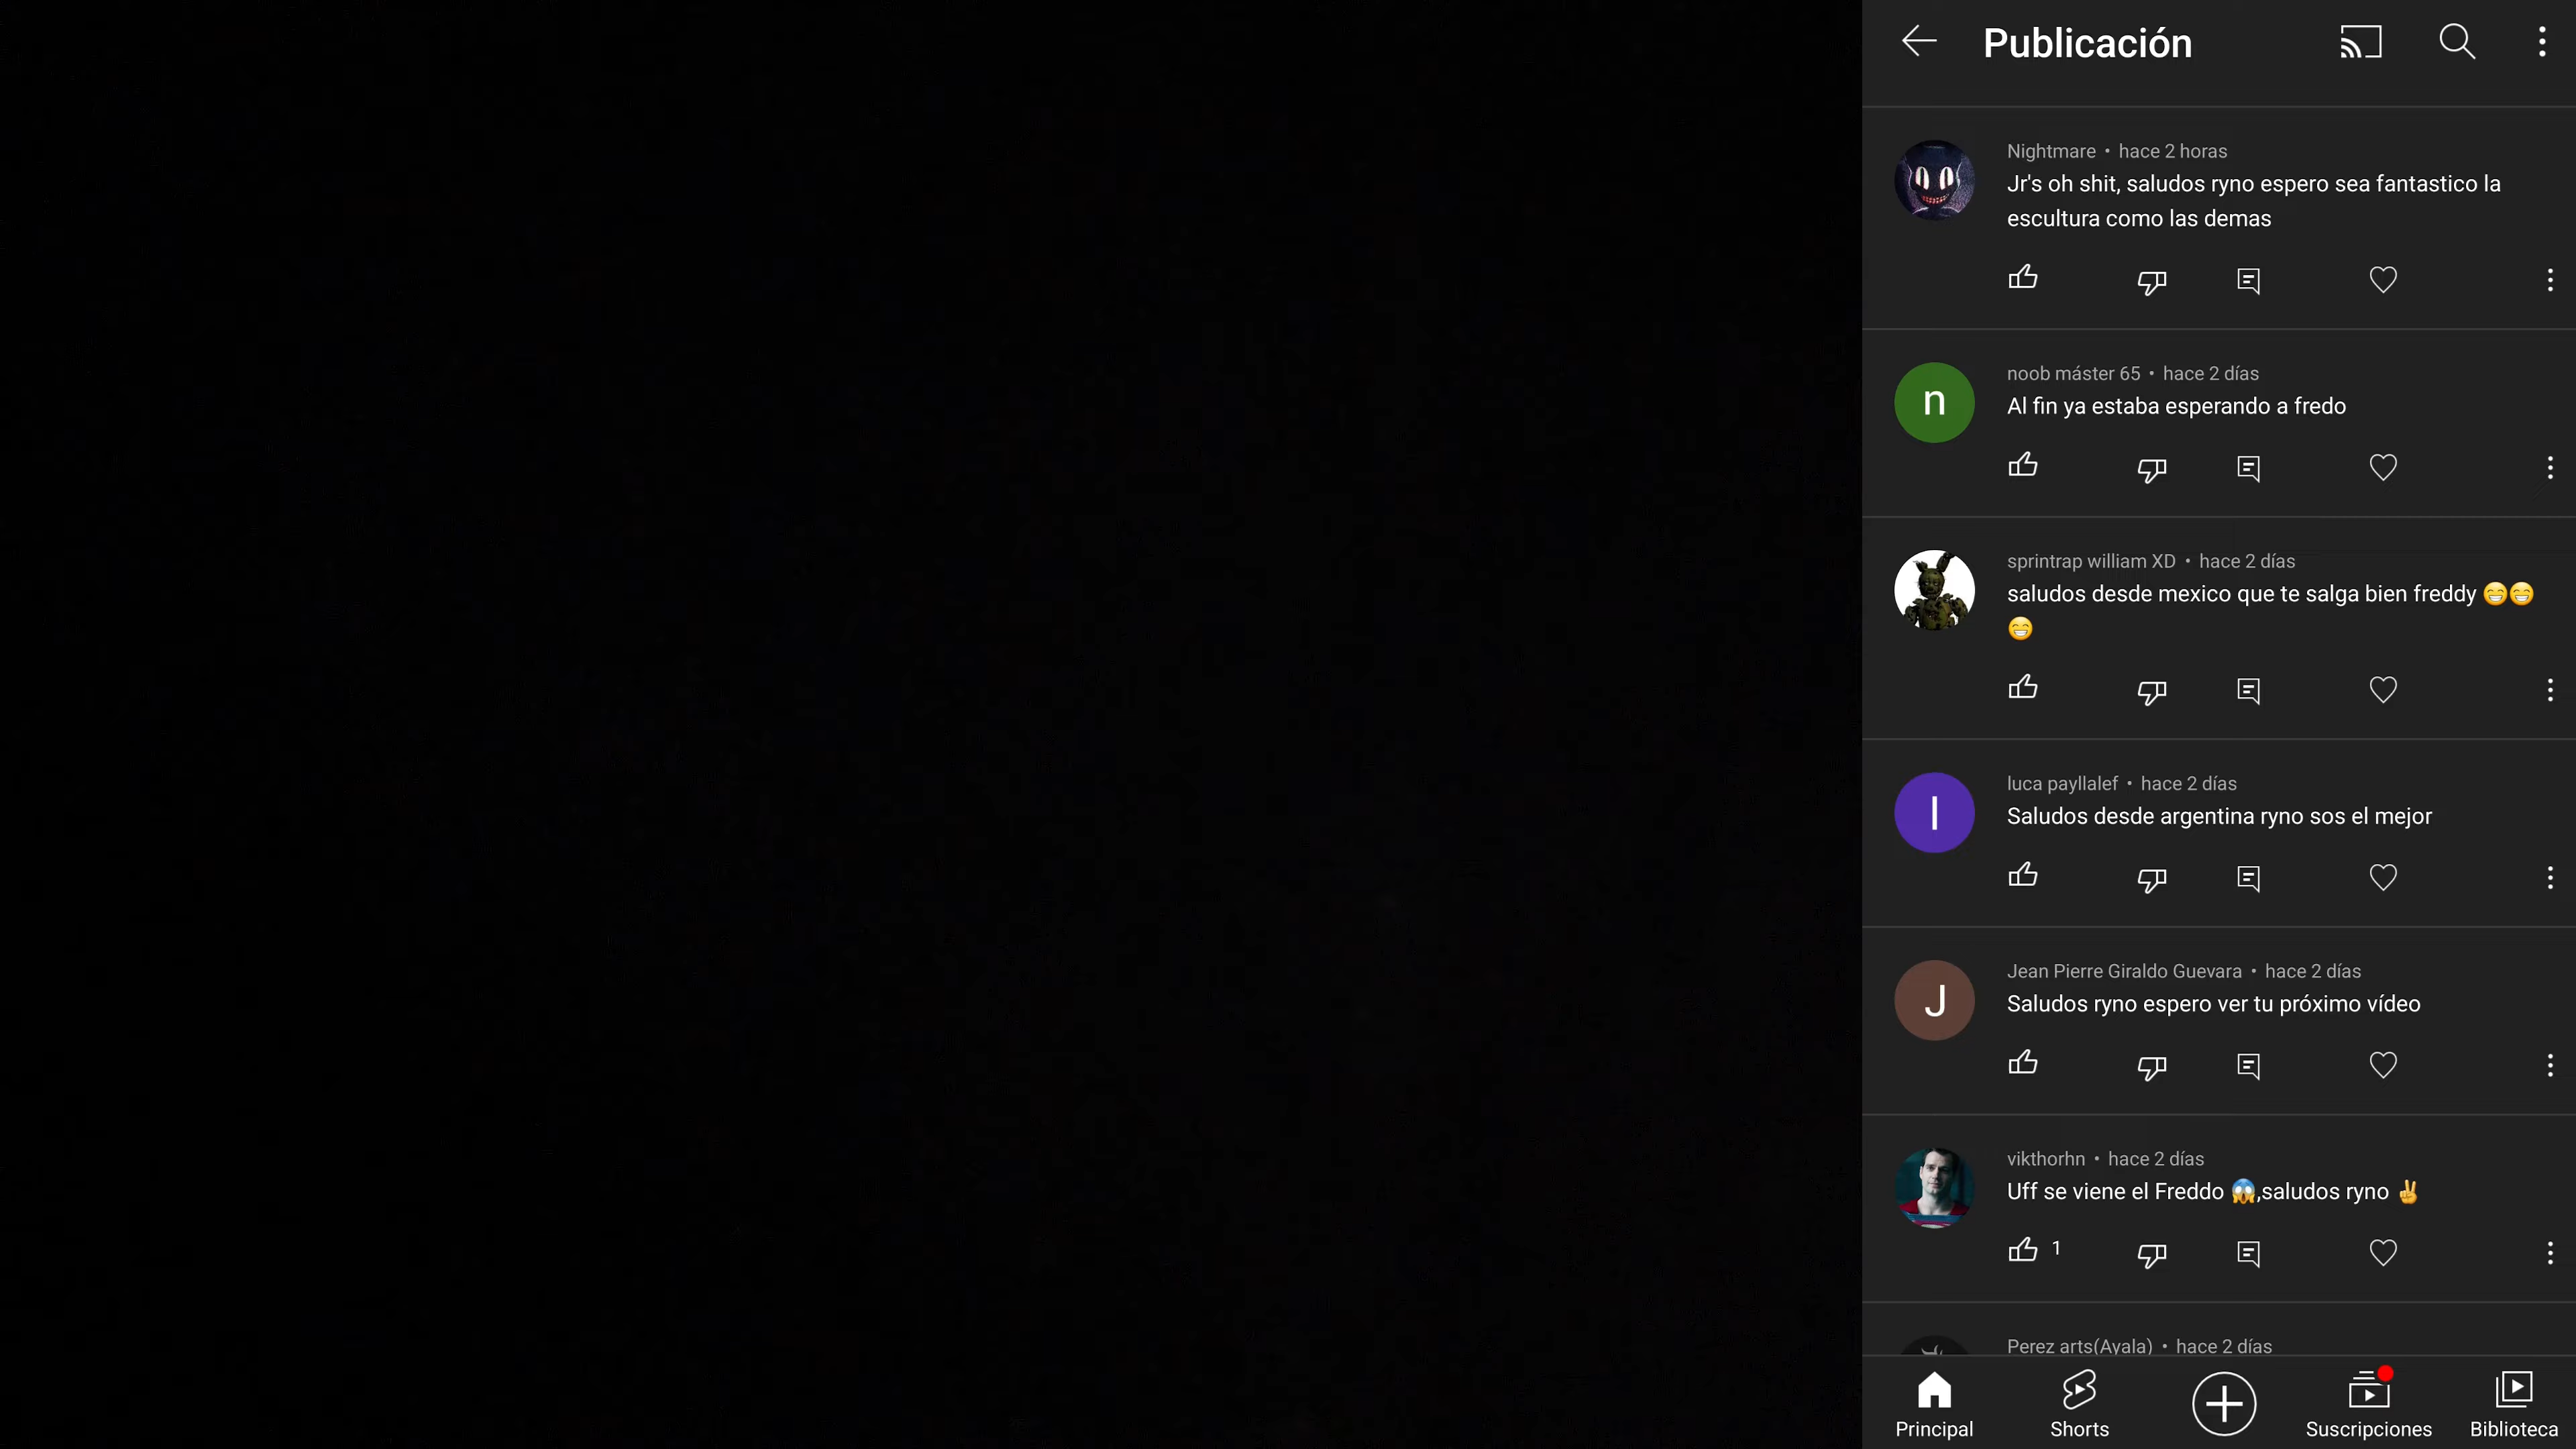 Publicación
Nightmare • hace 2 horas
Jr's oh shit, saludos ryno espero sea fantastico la
escultura como las demas
n
noob máster 65 • hace 2 días
Al fin ya estaba esperando a fredo
sprintrap william XD • hace 2 días
saludos desde mexico que te salga bien freddy 😁😁
😁
l
luca payllalef • hace 2 días
Saludos desde argentina ryno sos el mejor
J
Jean Pierre Giraldo Guevara • hace 2 días
Saludos ryno espero ver tu próximo vídeo
vikthorhn • hace 2 días
Uff se viene el Freddo 😱,saludos ryno ✌
1
Perez arts(Ayala) • hace 2 días
Principal
Shorts
Suscripciones
Biblioteca